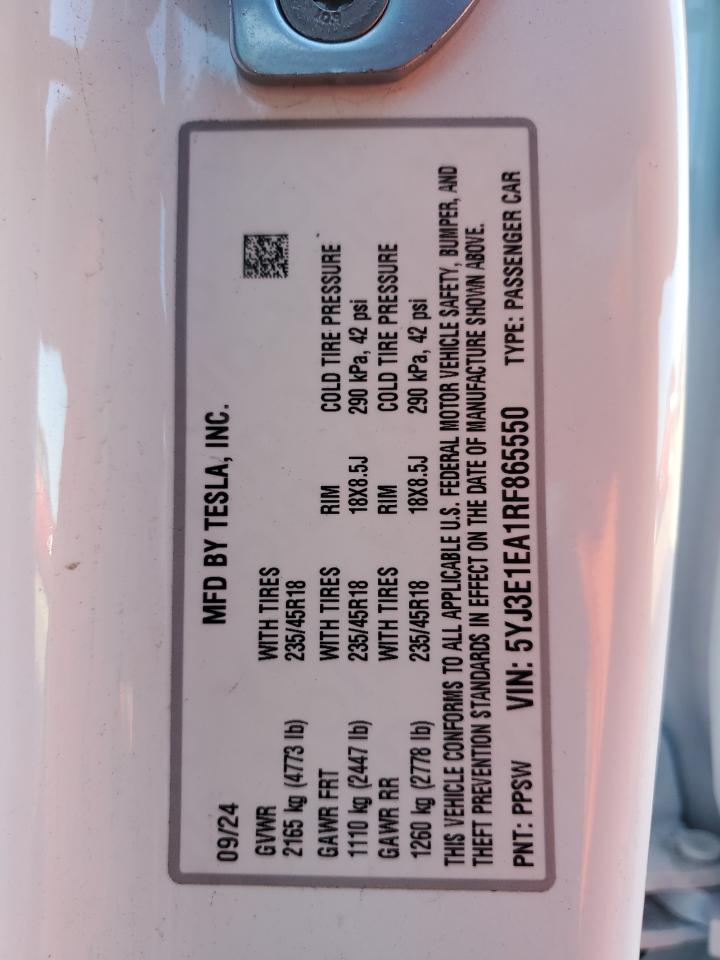 09/24 MFD BY TESLA, INC.
GVWR WITH TIRES
2165 kg (4773 lb) 235/45R18
GAWR FRT WITH TIRES RIM COLD TIRE PRESSURE
1110 kg (2447 lb) 235/45R18 18X8.5J 290 kPa, 42 psi
GAWR RR WITH TIRES RIM COLD TIRE PRESSURE
1260 kg (2778 lb) 235/45R18 18X8.5J 290 kPa, 42 psi
THIS VEHICLE CONFORMS TO ALL APPLICABLE U.S. FEDERAL MOTOR VEHICLE SAFETY, BUMPER, AND
THEFT PREVENTION STANDARDS IN EFFECT ON THE DATE OF MANUFACTURE SHOWN ABOVE.
PNT: PPSW VIN: 5YJ3E1EA1RF865550 TYPE: PASSENGER CAR